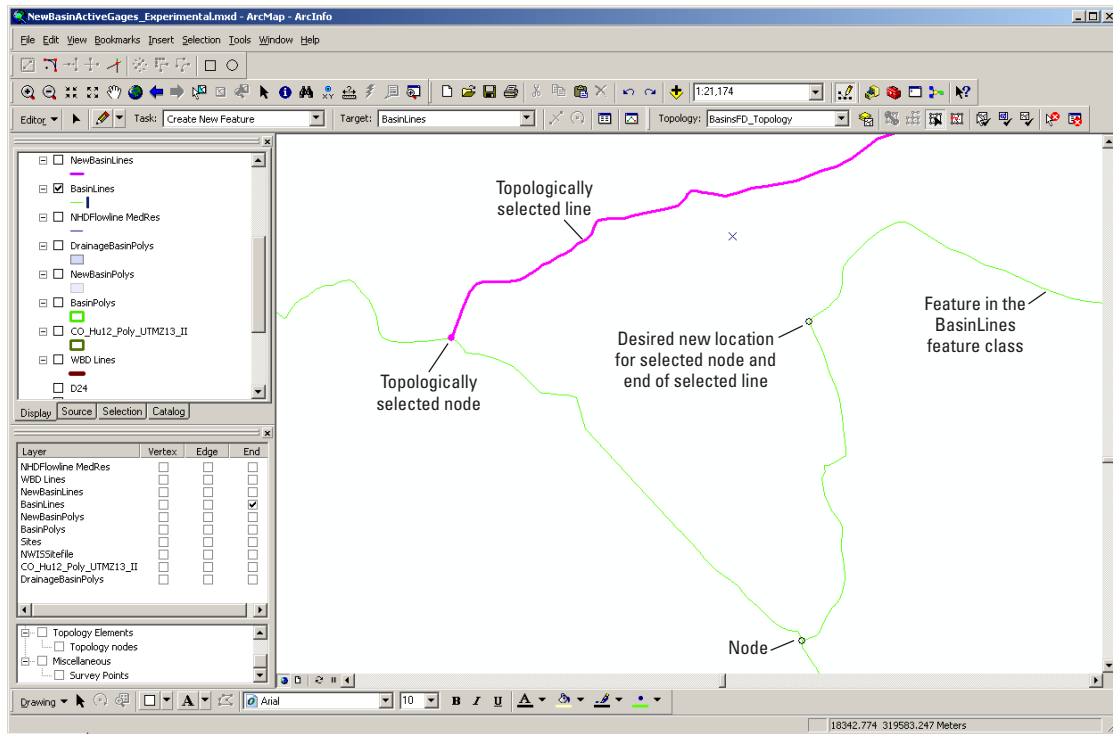 NewBasinActiveGages_Experimental.mxd - ArcMap - ArcInfo
File Edit View Bookmarks Insert Selection Tools Window Help
1:21,174
Editor Task: Create New Feature Target: BasinLines Topology: BasinsFD_Topology
NewBasinLines
BasinLines
NHDFlowline MedRes
DrainageBasinPolys
NewBasinPolys
BasinPolys
CO_Hu12_Poly_UTMZ13_II
WBD Lines
D24
Display Source Selection Catalog
Layer Vertex Edge End
NHDFlowline MedRes
WBD Lines
NewBasinLines
BasinLines
NewBasinPolys
BasinPolys
Sites
NWISSitefile
CO_Hu12_Poly_UTMZ13_II
DrainageBasinPolys
Topology Elements
Topology nodes
Miscellaneous
Survey Points
Topologically
selected line
Topologically
selected node
Desired new location
for selected node and
end of selected line
Feature in the
BasinLines
feature class
Node
Drawing A Arial 10 B I U A
18342.774 319583.247 Meters